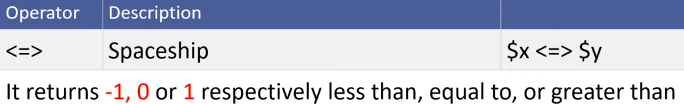 Operator Description
<=> Spaceship $x <=> $y
It returns -1, 0 or 1 respectively less than, equal to, or greater than